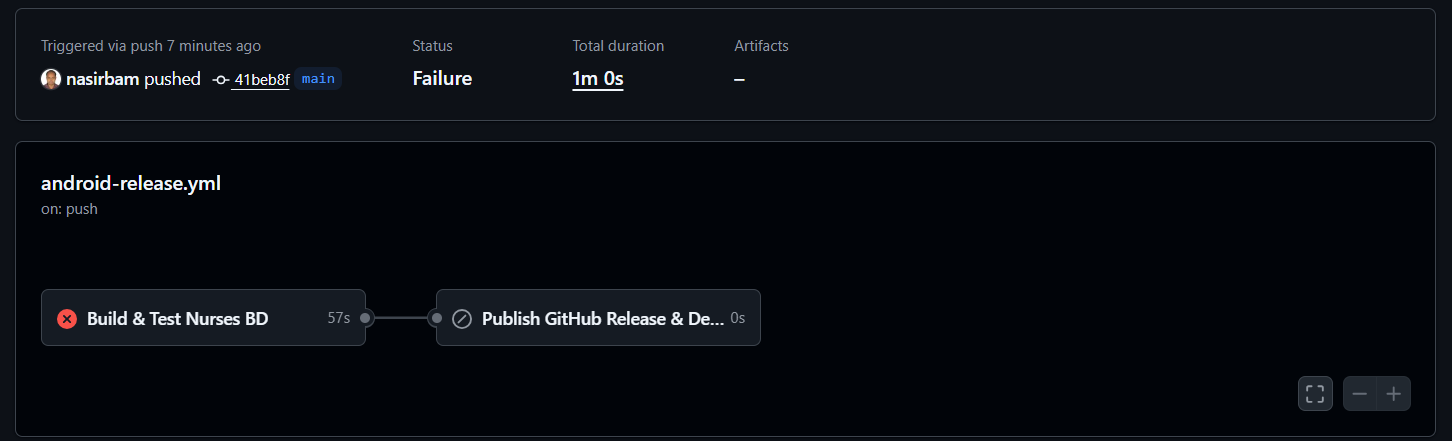 Triggered via push 7 minutes ago
nasirbam pushed 41beb8f main
Status
Failure
Total duration
1m 0s
Artifacts
–
android-release.yml
on: push
Build & Test Nurses BD 57s
Publish GitHub Release & De... 0s